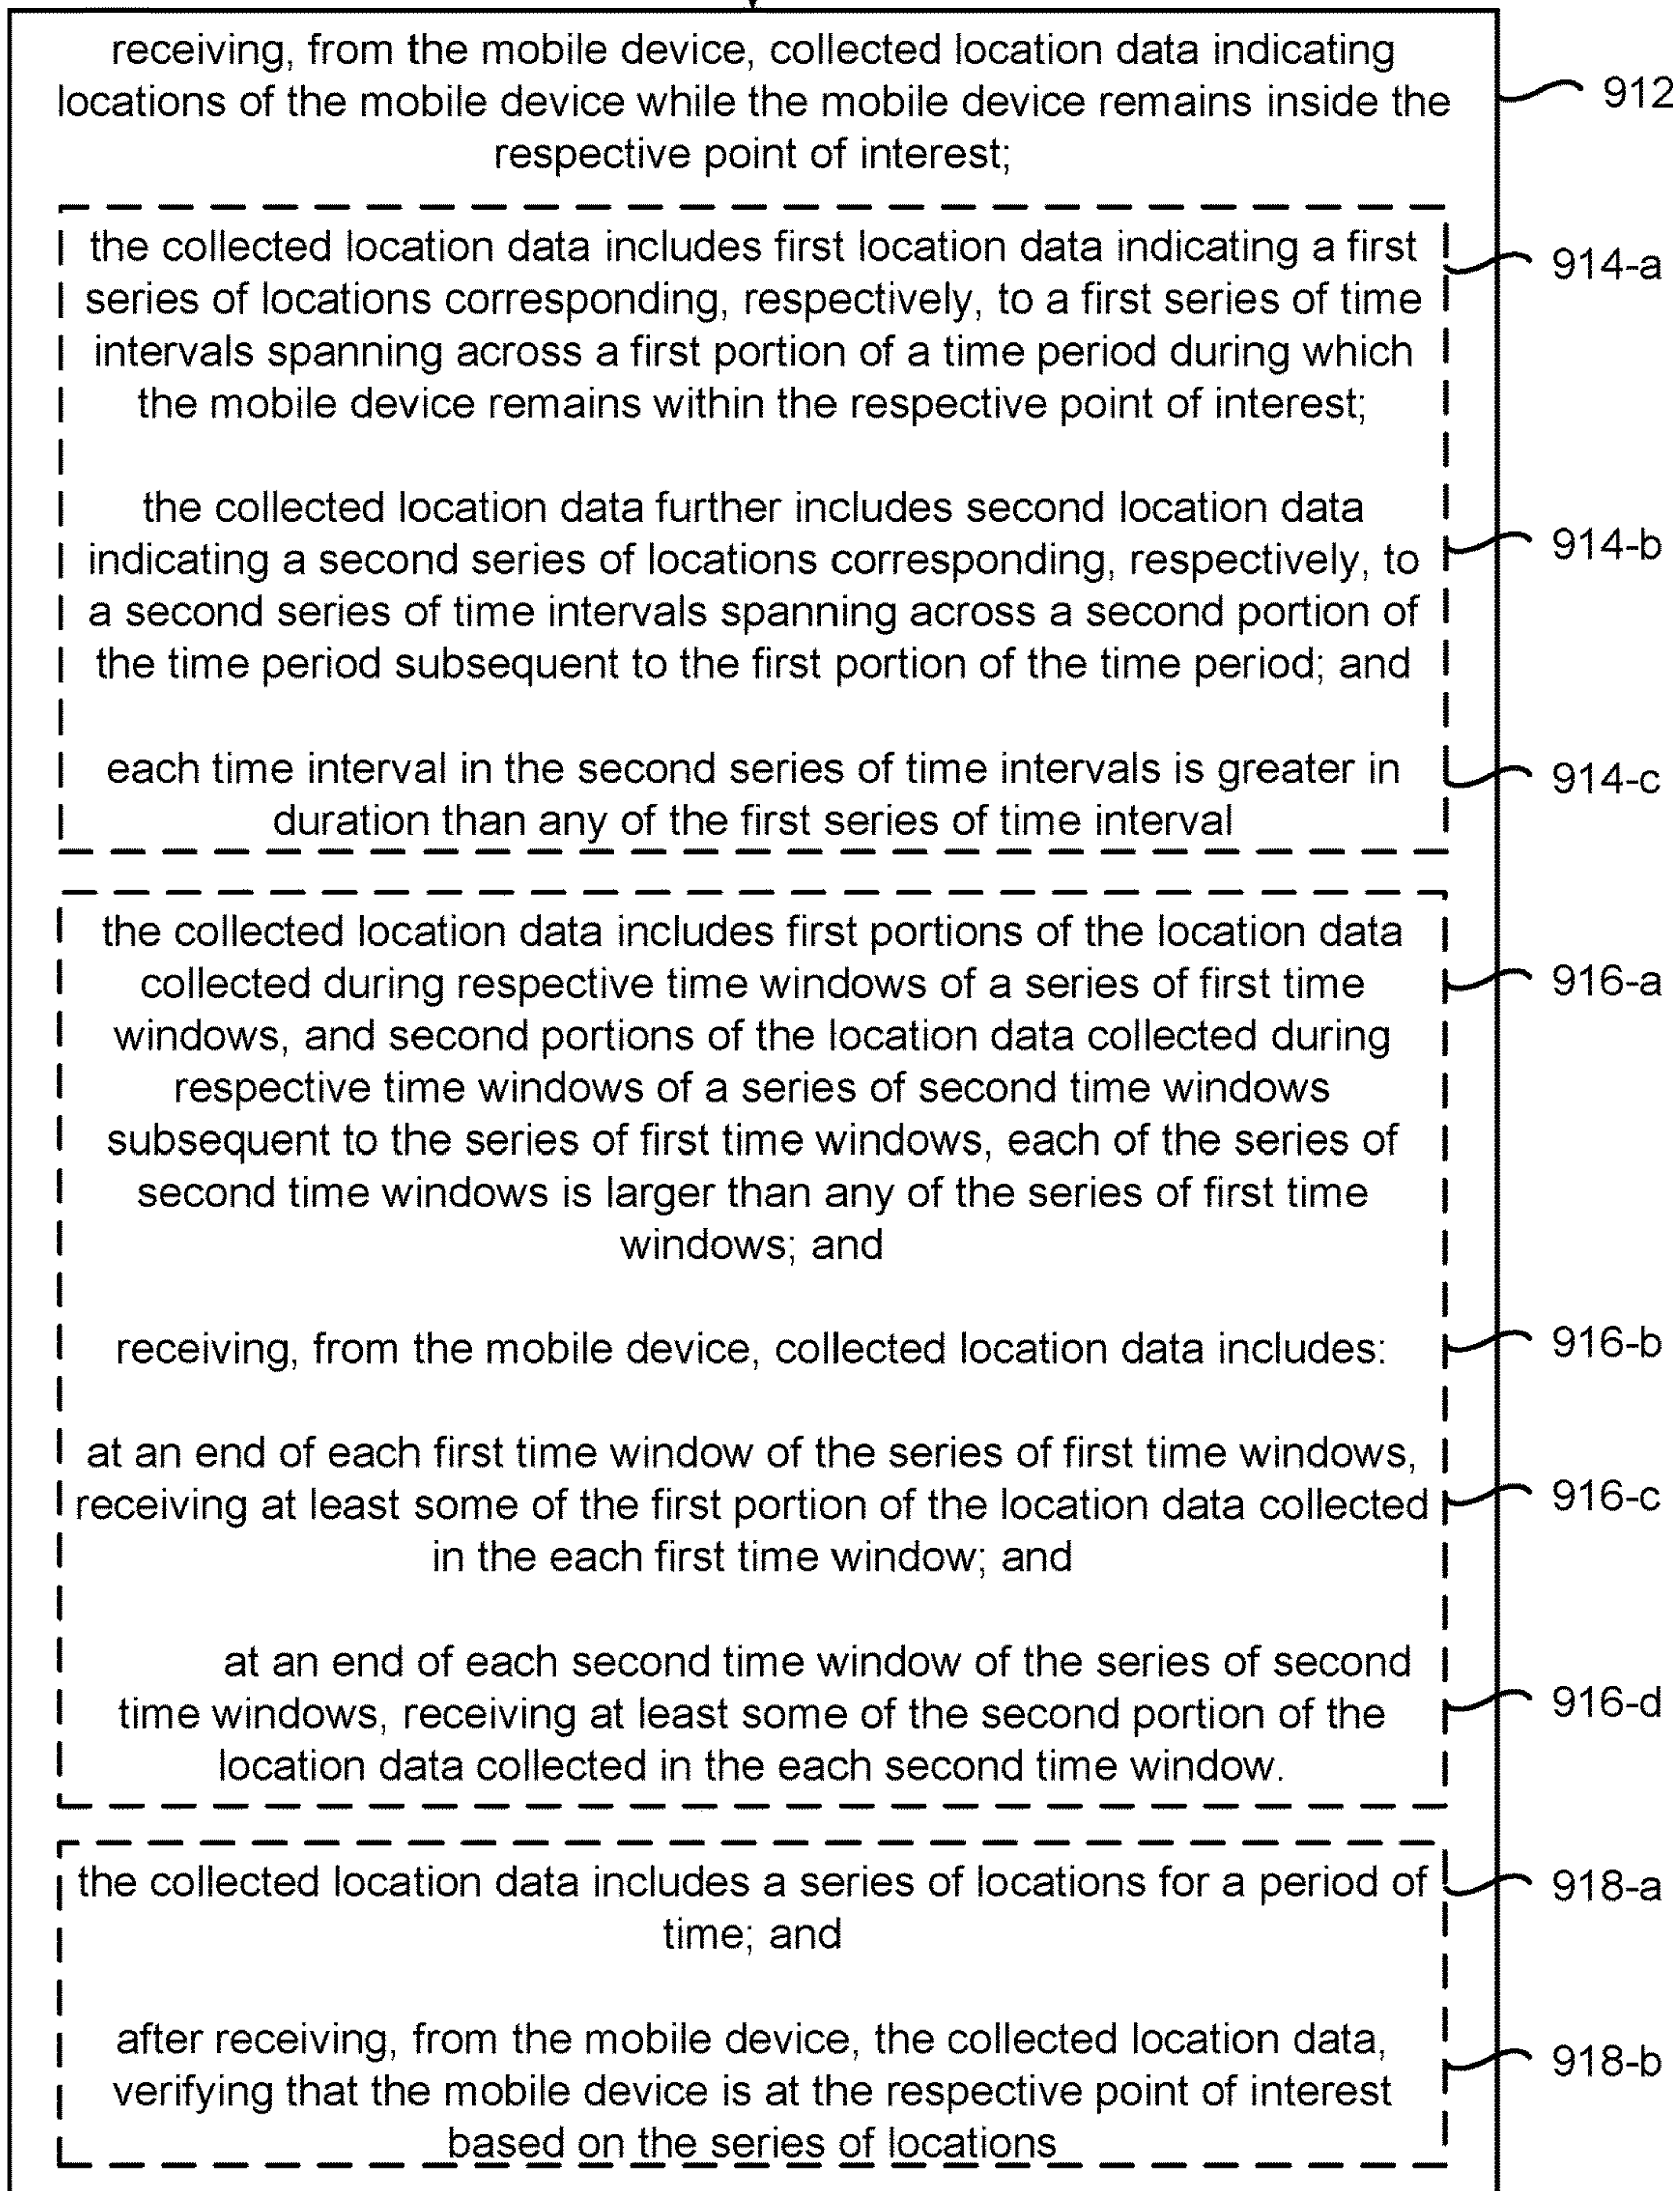 receiving, from the mobile device, collected location data indicating
locations of the mobile device while the mobile device remains inside the
respective point of interest;
912
the collected location data includes first location data indicating a first
series of locations corresponding, respectively, to a first series of time
intervals spanning across a first portion of a time period during which
the mobile device remains within the respective point of interest;
914-a
the collected location data further includes second location data
indicating a second series of locations corresponding, respectively, to
a second series of time intervals spanning across a second portion of
the time period subsequent to the first portion of the time period; and
914-b
each time interval in the second series of time intervals is greater in
duration than any of the first series of time interval
914-c
the collected location data includes first portions of the location data
collected during respective time windows of a series of first time
windows, and second portions of the location data collected during
respective time windows of a series of second time windows
subsequent to the series of first time windows, each of the series of
second time windows is larger than any of the series of first time
windows; and
916-a
receiving, from the mobile device, collected location data includes:
916-b
at an end of each first time window of the series of first time windows,
receiving at least some of the first portion of the location data collected
in the each first time window; and
916-c
at an end of each second time window of the series of second
time windows, receiving at least some of the second portion of the
location data collected in the each second time window.
916-d
the collected location data includes a series of locations for a period of
time; and
918-a
after receiving, from the mobile device, the collected location data,
verifying that the mobile device is at the respective point of interest
based on the series of locations
918-b